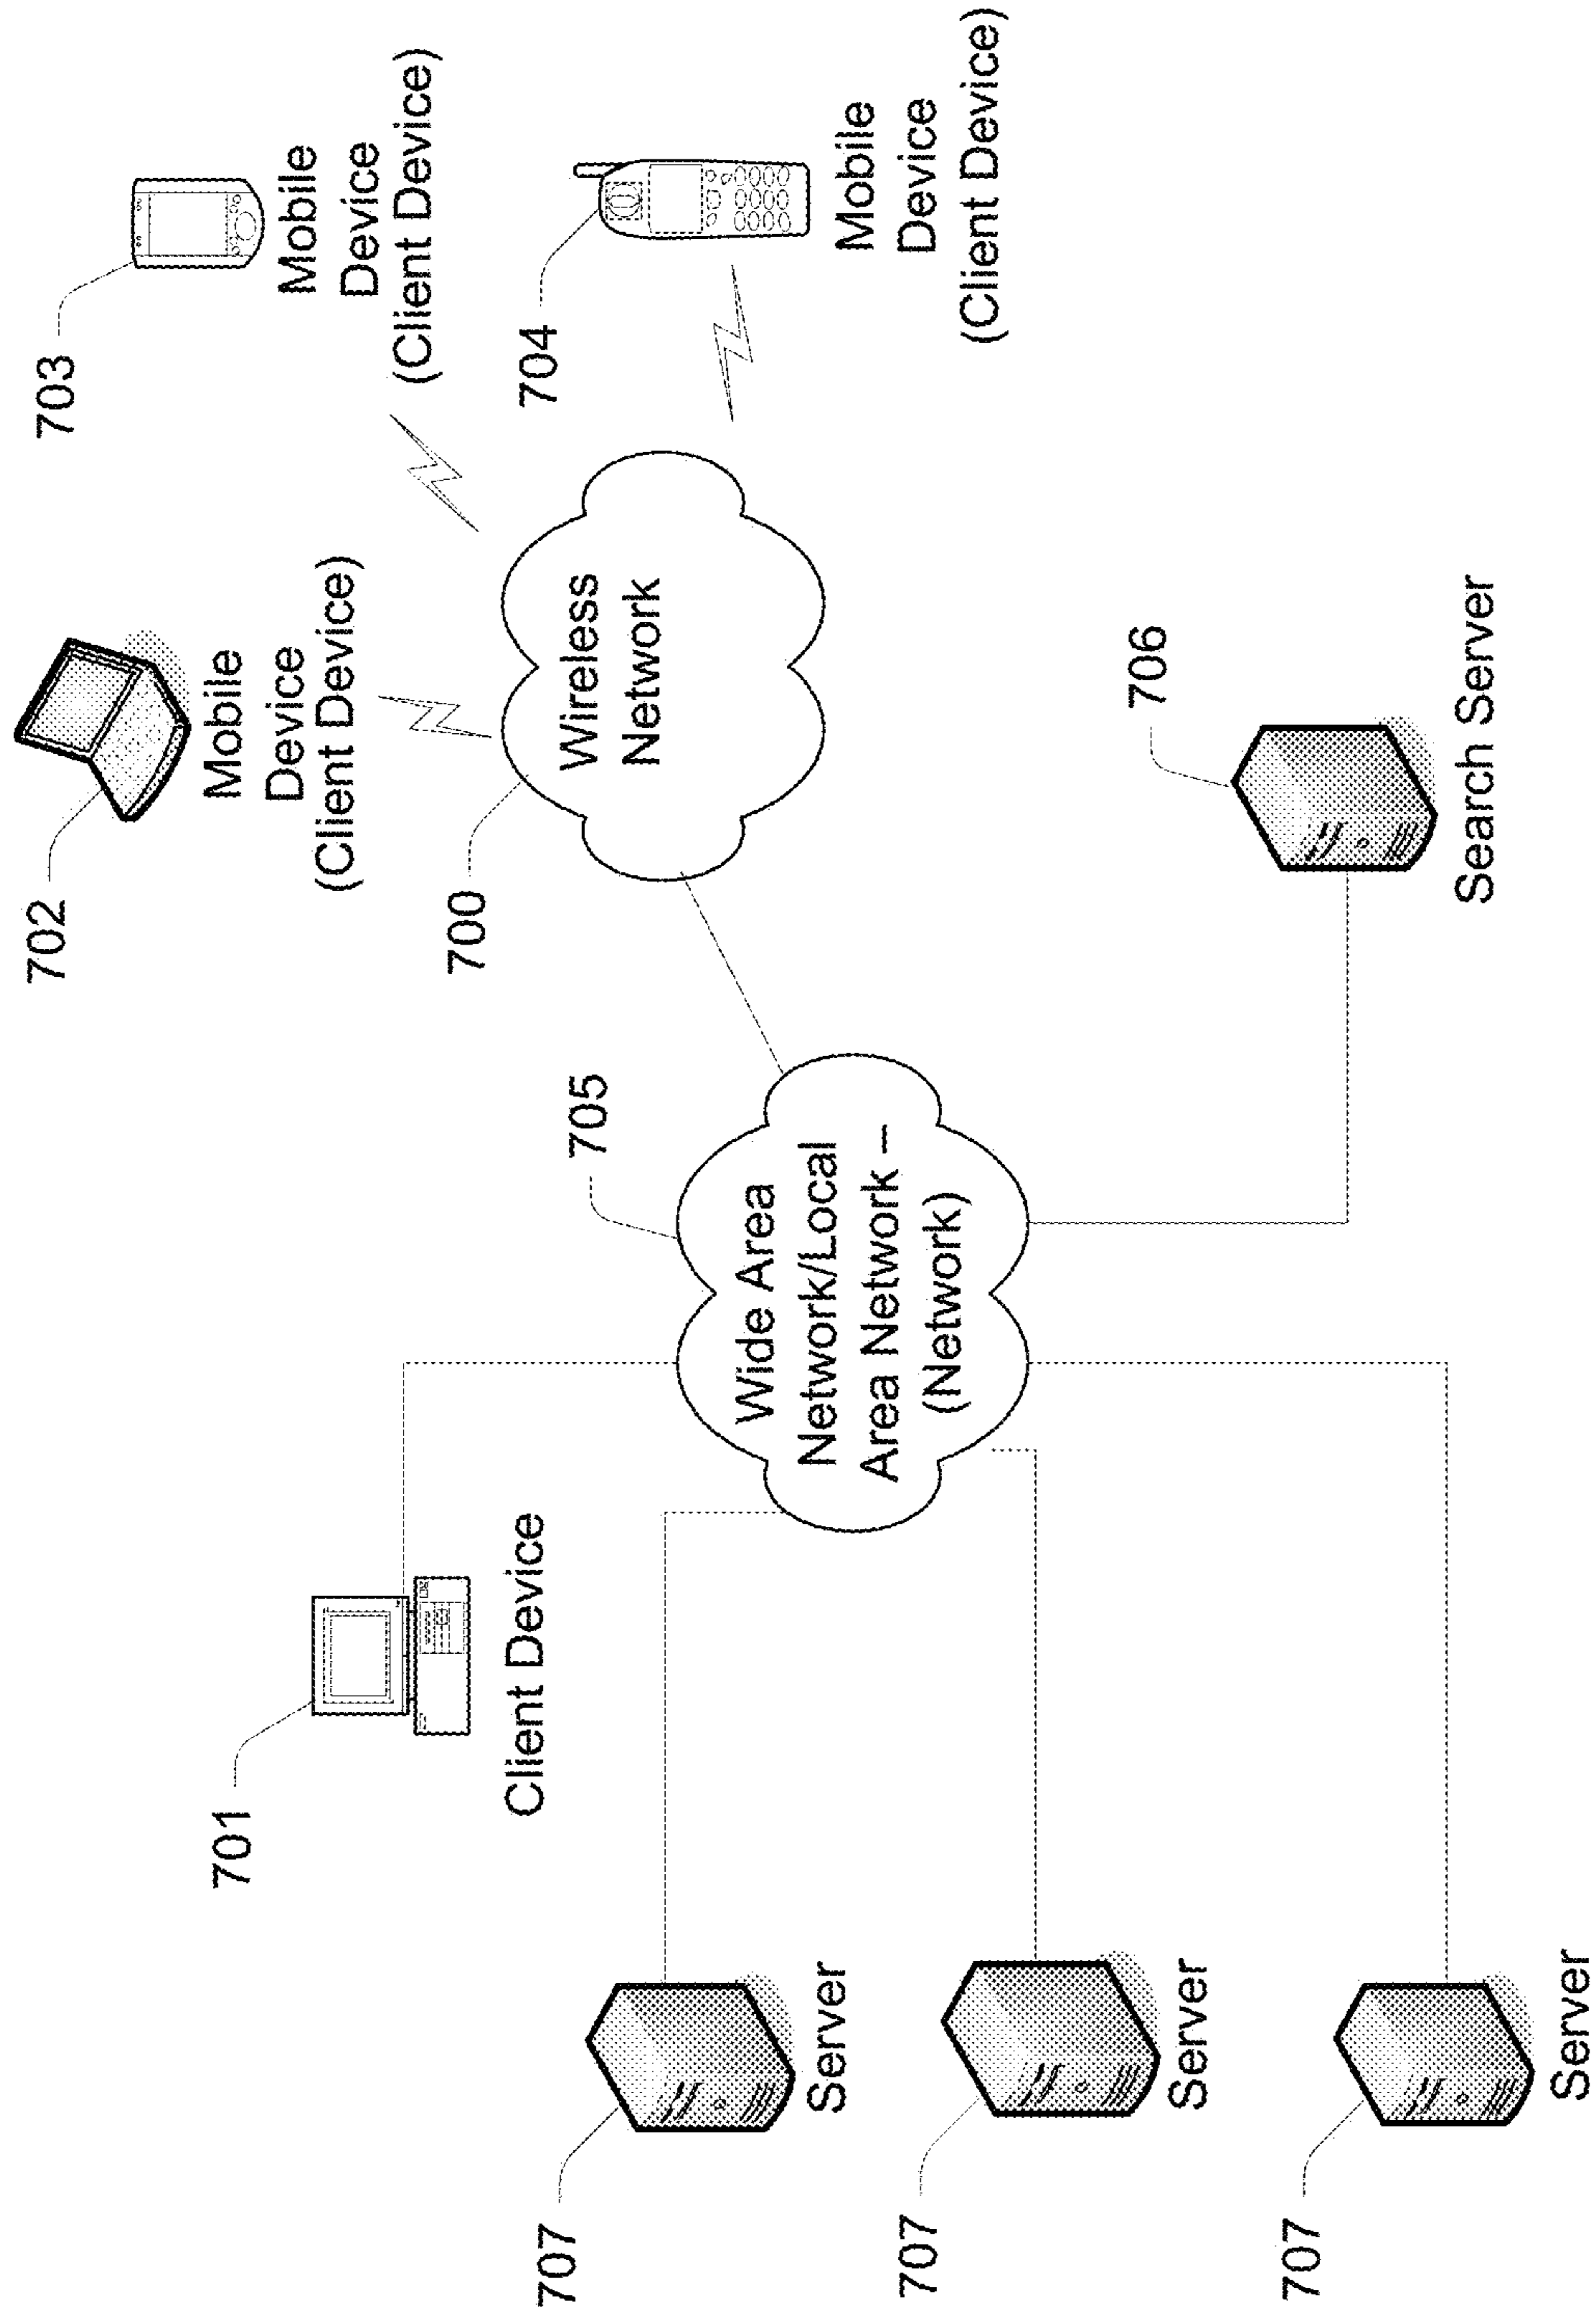 702
Mobile
Device
(Client Device)
703
Mobile
Device
(Client Device)
701
Client Device
700
Wireless
Network
704
Mobile
Device
(Client Device)
705
Wide Area
Network/Local
Area Network –
(Network)
707
Server
707
Server
706
Search Server
707
Server